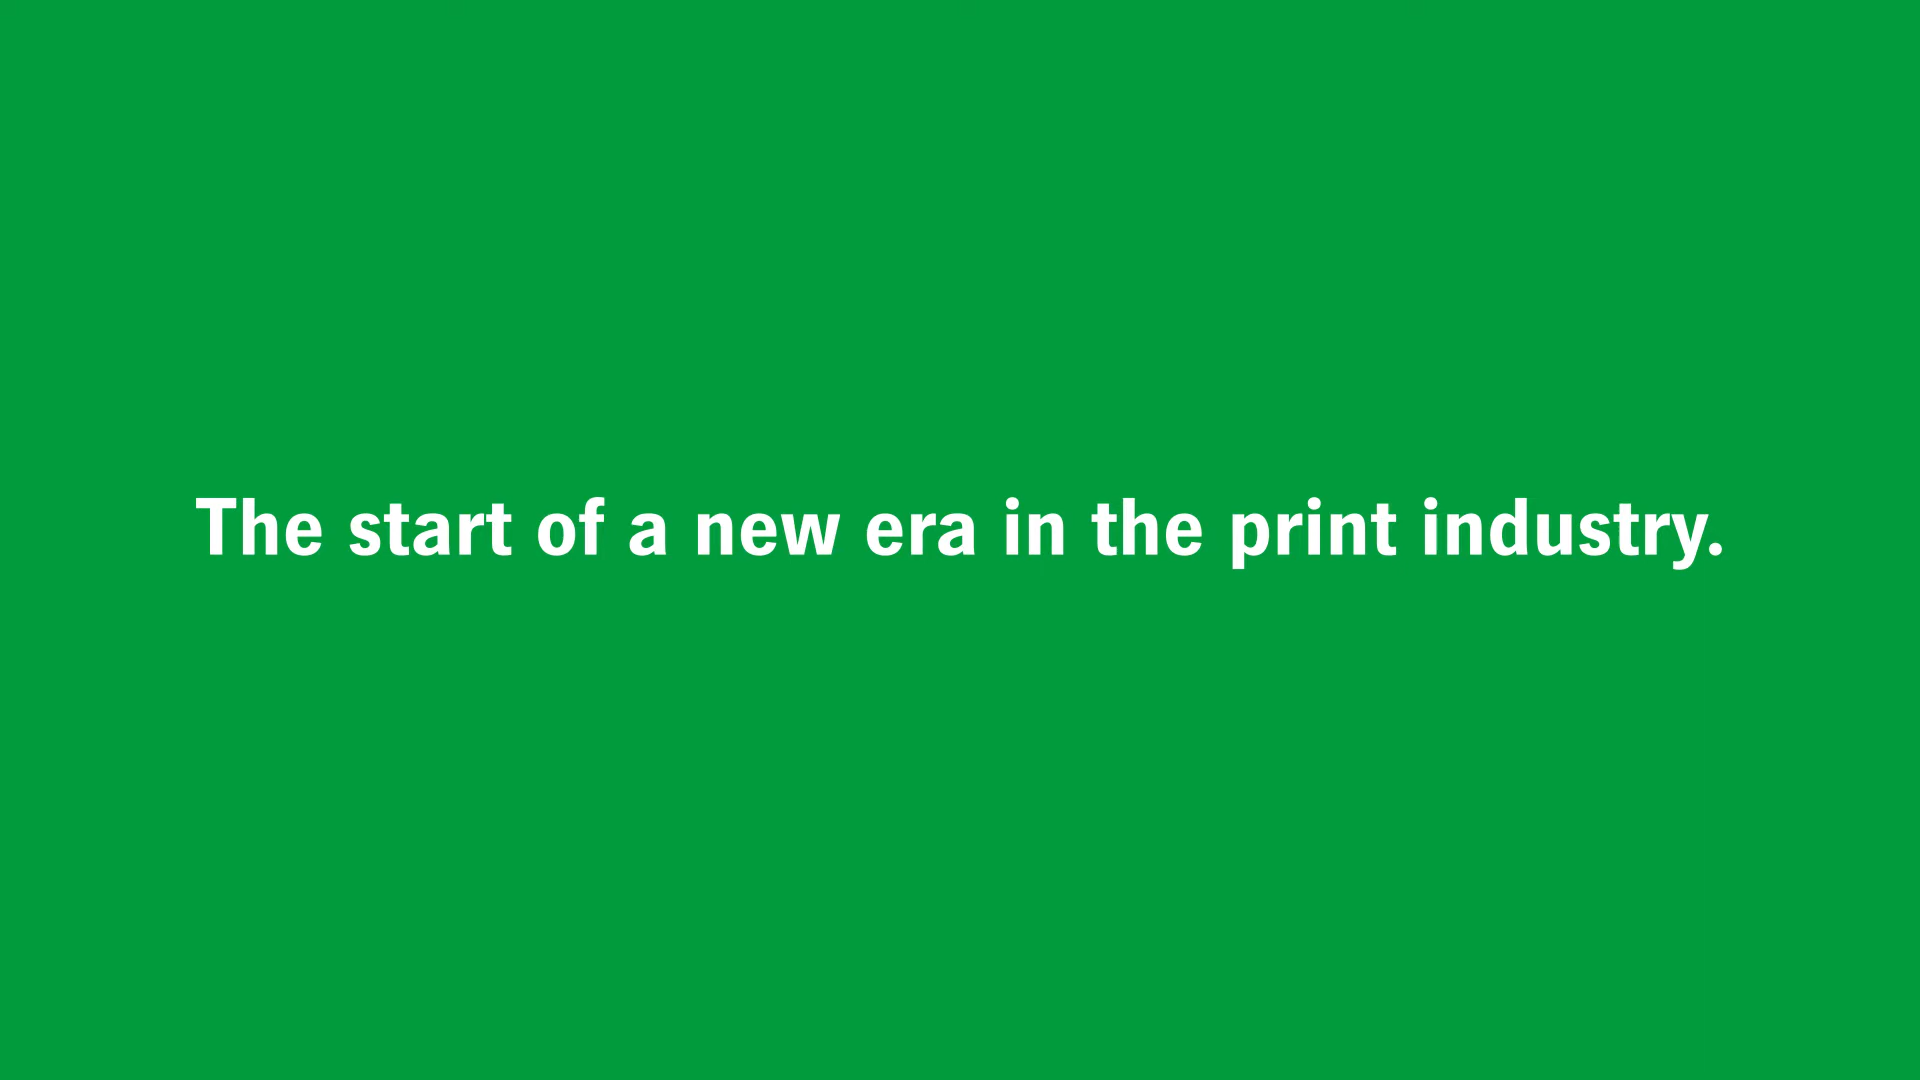 The start of a new era in the print industry.